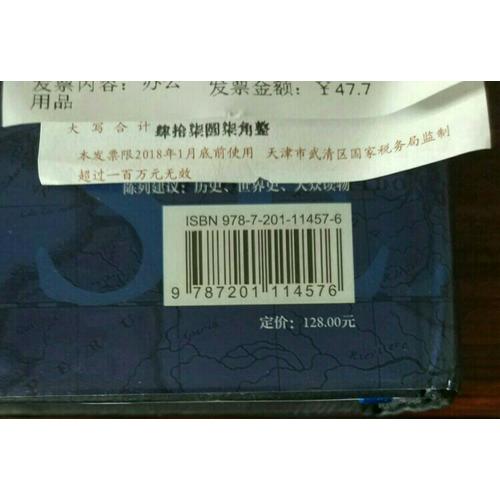 发票内容：办公 发票金额：￥47.7
用品
大写合计 肆拾柒圆柒角整
本发票限2018年1月底前使用 天津市武清区国家税务局监制
超过一百万元无效
陈列建议：历史、世界史、大众读物
ISBN 978-7-201-11457-6
9 787201 114576
定价：128.00元
PERU